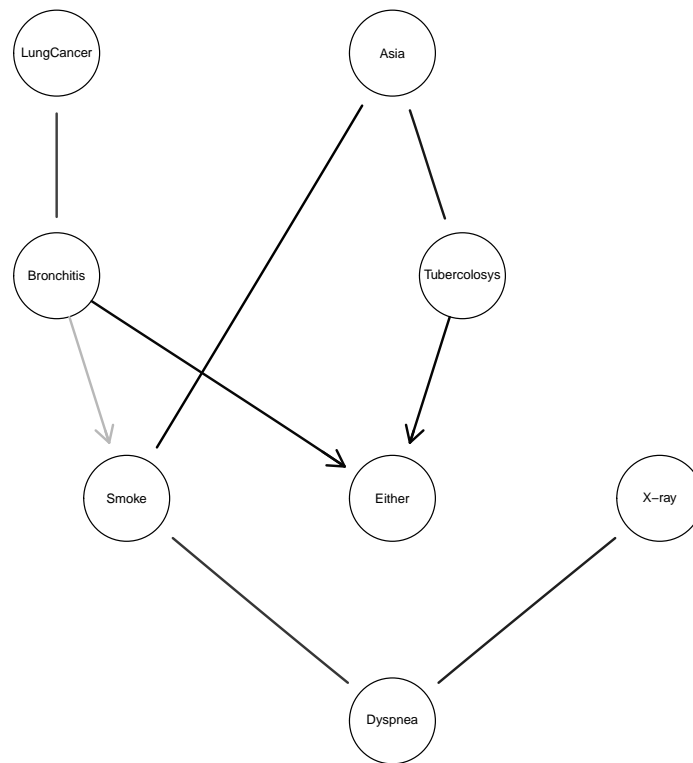 LungCancer
Asia
Bronchitis
Tubercolosys
Smoke
Either
X−ray
Dyspnea